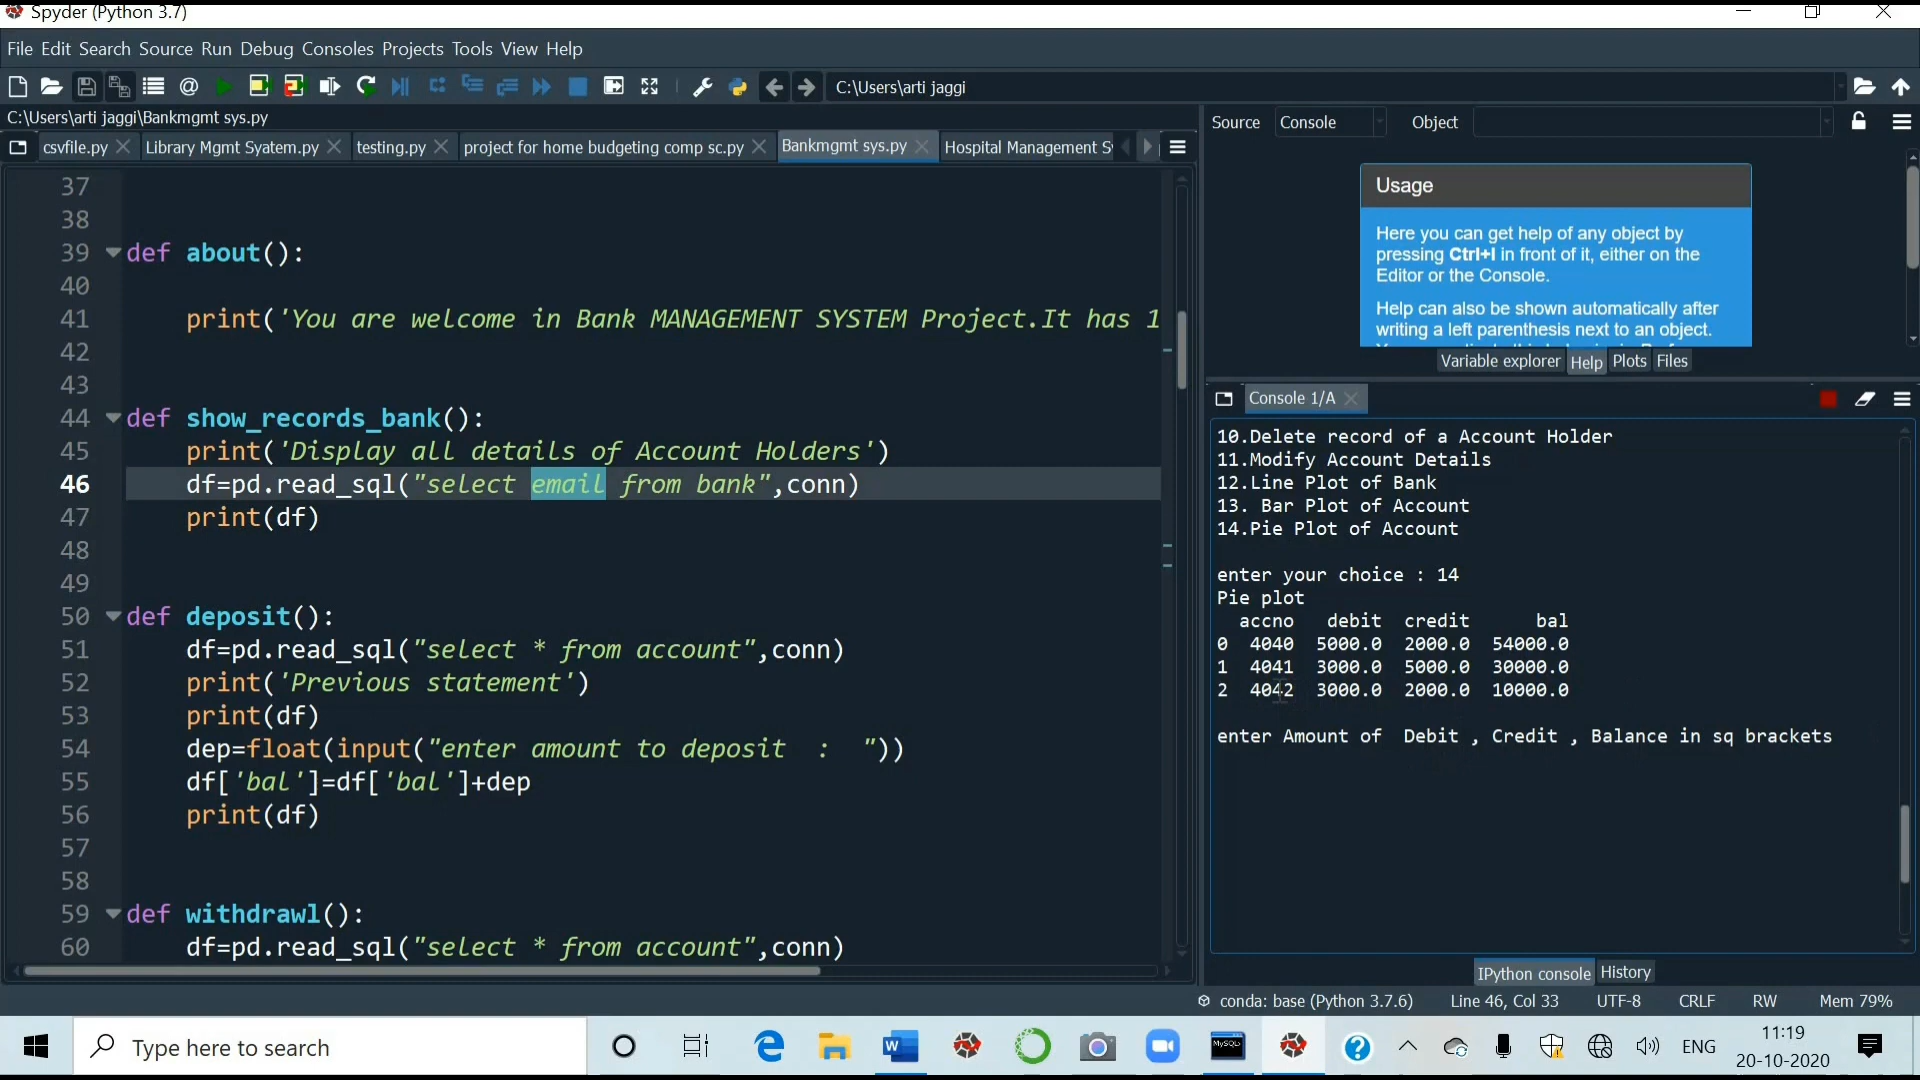 Spyder (Python 3.7)
File Edit Search Source Run Debug Consoles Projects Tools View Help
C:\Users\arti jaggi
C:\Users\arti jaggi\Bankmgmt sys.py
csvfile.py
Library Mgmt Syatem.py
testing.py
project for home budgeting comp sc.py
Bankmgmt sys.py
Hospital Management S
37
38
39 def about():
40
41 print('You are welcome in Bank MANAGEMENT SYSTEM Project.It has 1
42
43
44 def show_records_bank():
45 print('Display all details of Account Holders')
46 df=pd.read_sql("select email from bank",conn)
47 print(df)
48
49
50 def deposit():
51 df=pd.read_sql("select * from account",conn)
52 print('Previous statement')
53 print(df)
54 dep=float(input("enter amount to deposit  :  "))
55 df['bal']=df['bal']+dep
56 print(df)
57
58
59 def withdrawl():
60 df=pd.read_sql("select * from account",conn)
Source Console Object
Usage
Here you can get help of any object by
pressing Ctrl+I in front of it, either on the
Editor or the Console.
Help can also be shown automatically after
writing a left parenthesis next to an object.
Variable explorer Help Plots Files
Console 1/A
10.Delete record of a Account Holder
11.Modify Account Details
12.Line Plot of Bank
13. Bar Plot of Account
14.Pie Plot of Account
enter your choice : 14
Pie plot
accno debit credit bal
0 4040 5000.0 2000.0 54000.0
1 4041 3000.0 5000.0 30000.0
2 4042 3000.0 2000.0 10000.0
enter Amount of  Debit , Credit , Balance in sq brackets
IPython console History
conda: base (Python 3.7.6) Line 46, Col 33 UTF-8 CRLF RW Mem 79%
Type here to search
W
MySQL
ENG
11:19
20-10-2020